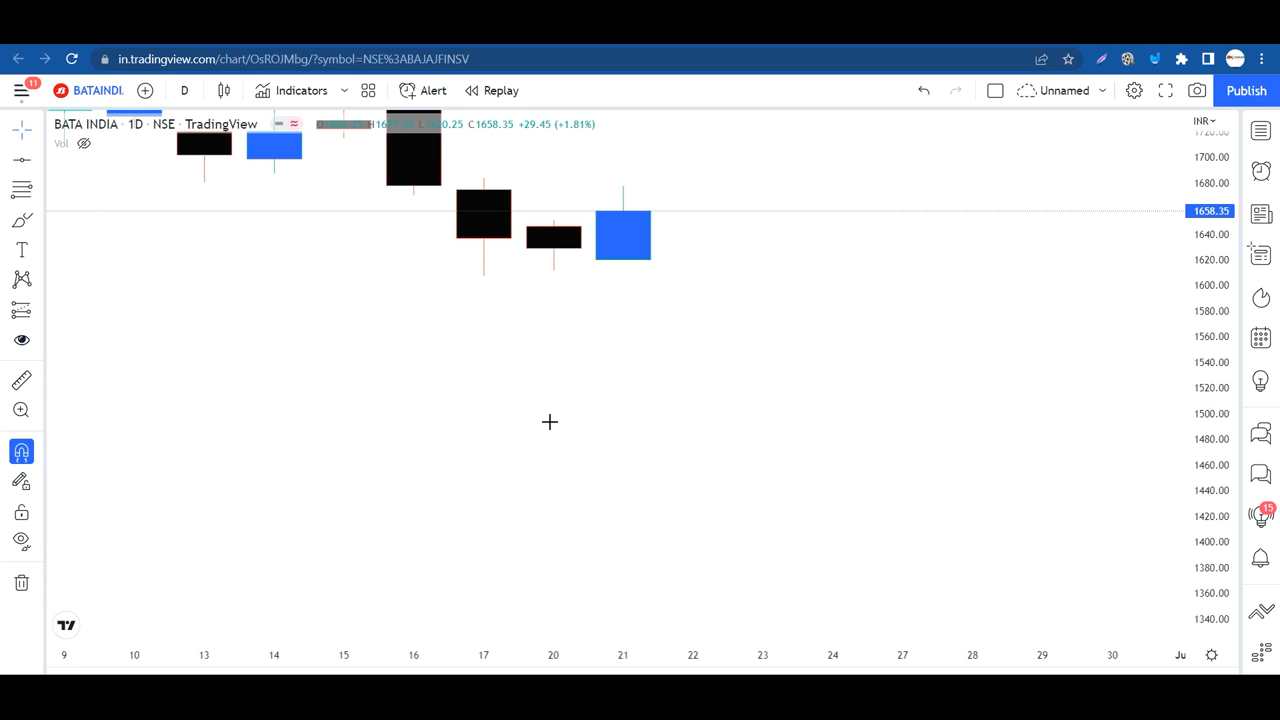 in.tradingview.com/chart/OsROJMbg/?symbol=NSE%3ABAJAJFINSV
11
BATAINDI.
D
Indicators
Alert
Replay
Unnamed
Publish
BATA INDIA · 1D · NSE · TradingView
L
C1658.35 +29.45 (+1.81%)
Vol
INR
1720.00
1700.00
1680.00
1658.35
1640.00
1620.00
1600.00
1580.00
1560.00
1540.00
1520.00
1500.00
1480.00
1460.00
1440.00
1420.00
1400.00
1380.00
1360.00
1340.00
15
9 10 13 14 15 16 17 20 21 22 23 24 27 28 29 30 Ju